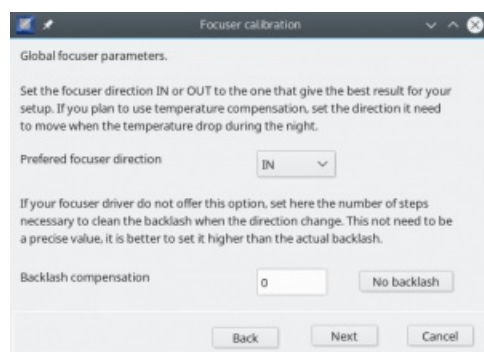 Focuser calibration
Global focuser parameters.
Set the focuser direction IN or OUT to the one that give the best result for your
setup. If you plan to use temperature compensation, set the direction it need
to move when the temperature drop during the night.
Prefered focuser direction
IN
If your focuser driver do not offer this option, set here the number of steps
necessary to clean the backlash when the direction change. This not need to be
a precise value, it is better to set it higher than the actual backlash.
Backlash compensation
0
No backlash
Back
Next
Cancel